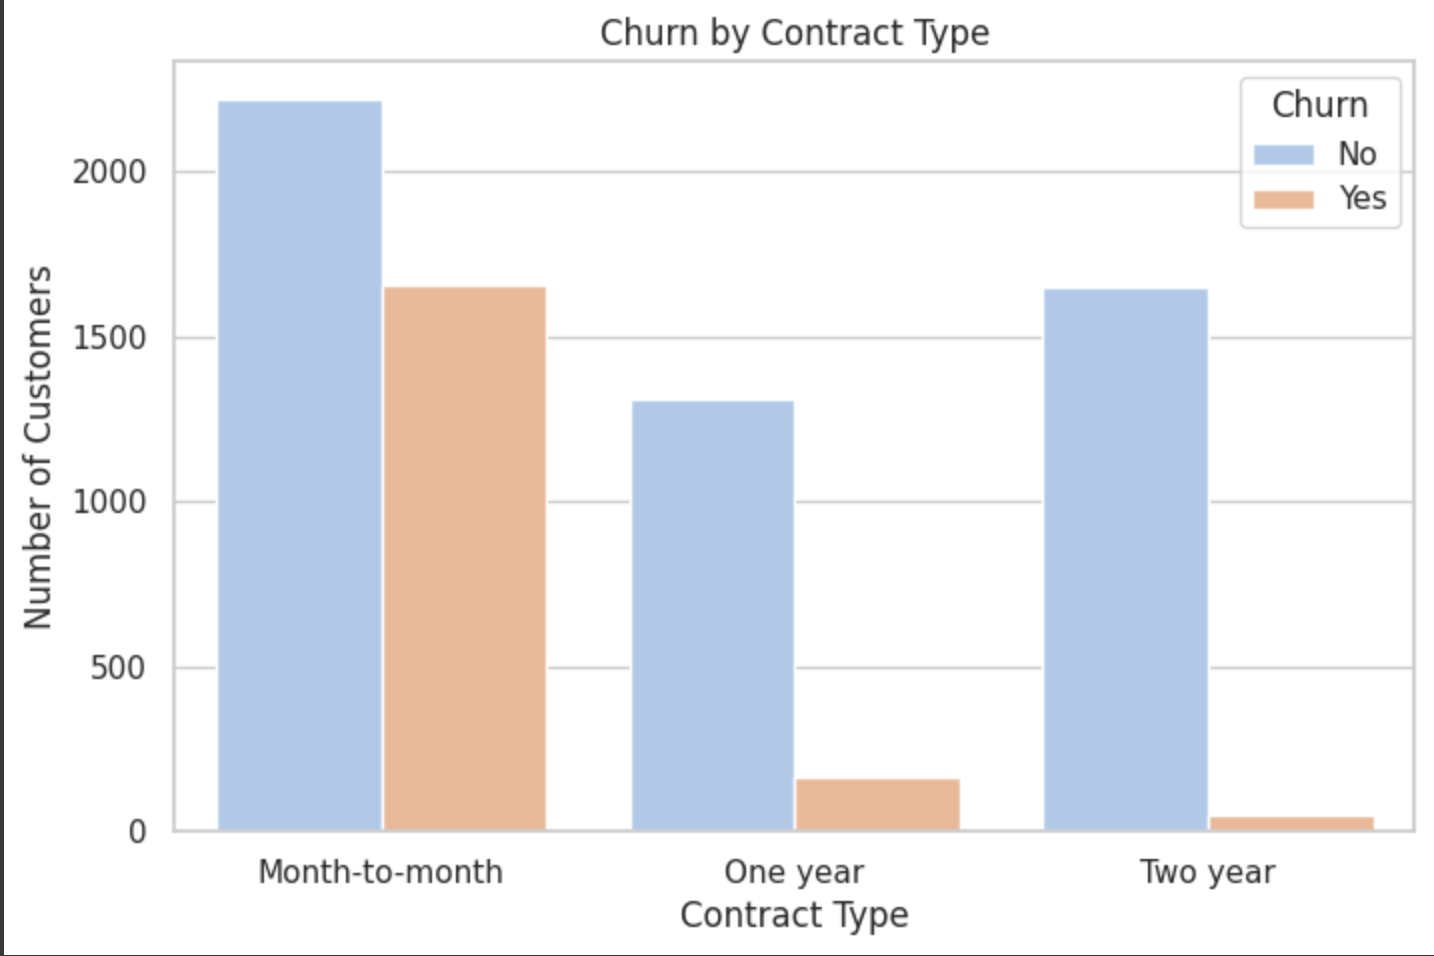 Churn by Contract Type
Churn
No
Yes
2000
1500
1000
500
0
Number of Customers
Month-to-month
One year
Two year
Contract Type